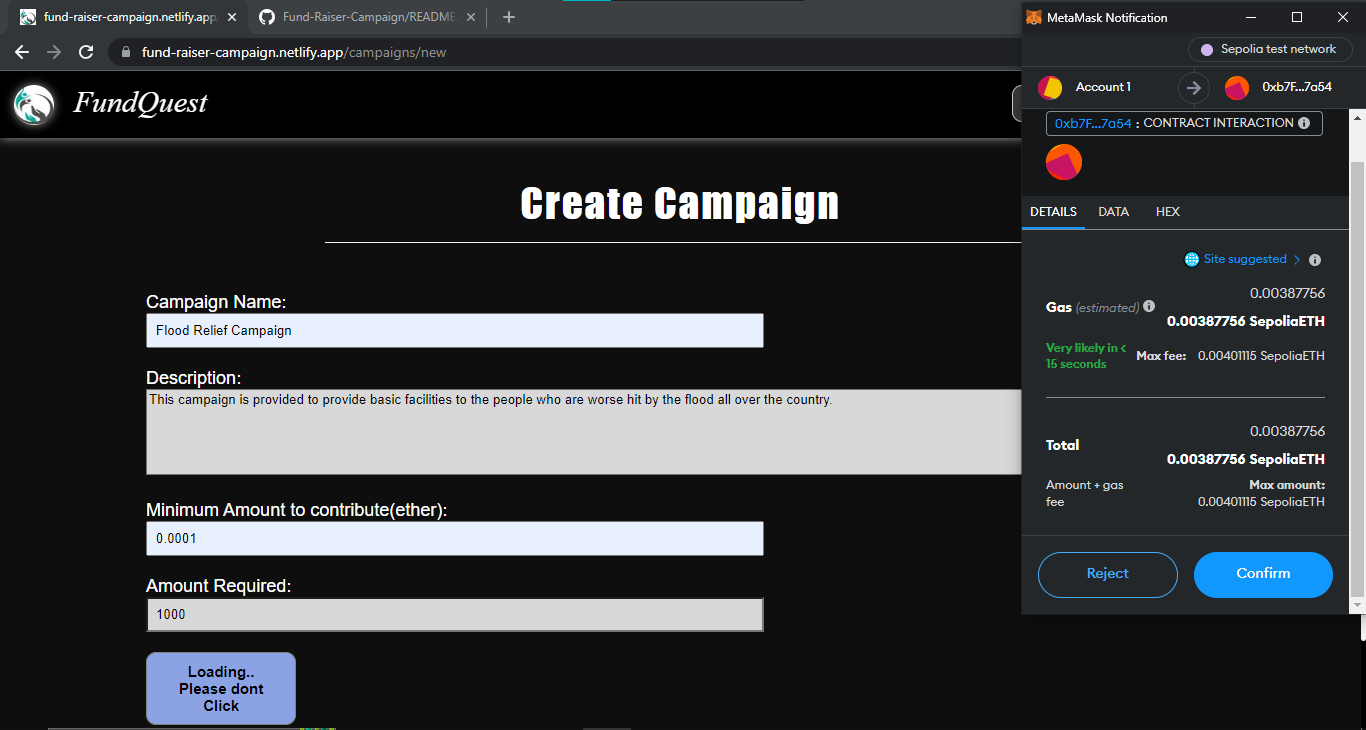 fund-raiser-campaign.netlify.app
Fund-Raiser-Campaign/README
fund-raiser-campaign.netlify.app/campaigns/new
FundQuest
Create Campaign
Campaign Name:
Flood Relief Campaign
Description:
This campaign is provided to provide basic facilities to the people who are worse hit by the flood all over the country.
Minimum Amount to contribute(ether):
0.0001
Amount Required:
1000
Loading..
Please dont
Click
MetaMask Notification
Sepolia test network
Account 1
0xb7F...7a54
0xb7F...7a54 : CONTRACT INTERACTION
DETAILS DATA HEX
Site suggested
0.00387756
Gas (estimated)
0.00387756 SepoliaETH
Very likely in <
15 seconds
Max fee: 0.00401115 SepoliaETH
0.00387756
Total
0.00387756 SepoliaETH
Amount + gas
fee
Max amount:
0.00401115 SepoliaETH
Reject Confirm